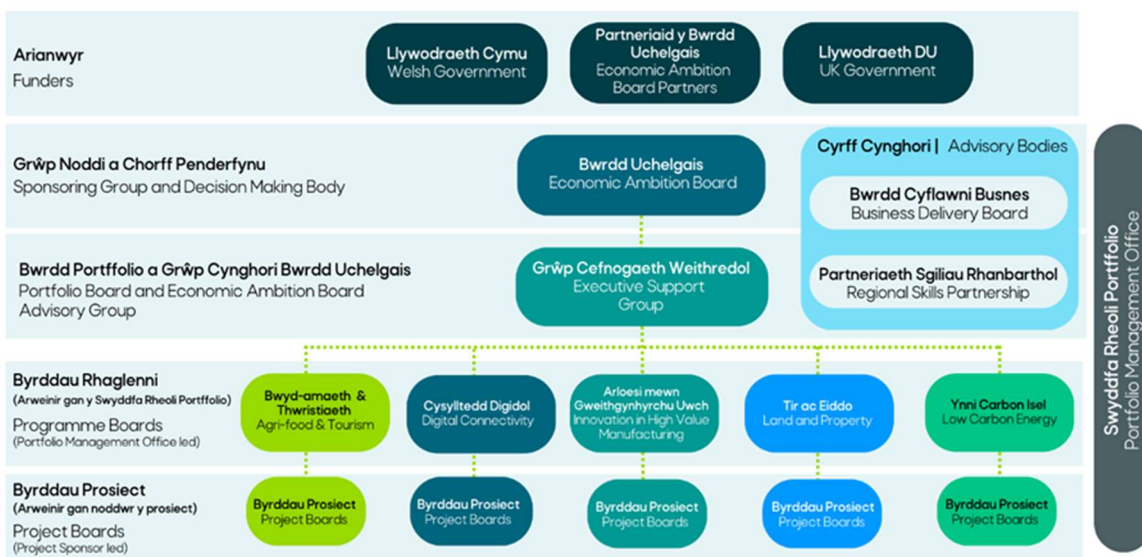 Arianwyr
Funders
Llywodraeth Cymu
Welsh Government
Partneriaid y Bwrdd
Uchelgais
Economic Ambition
Board Partners
Llywodraeth DU
UK Government
Grŵp Noddi a Chorff Penderfynu
Sponsoring Group and Decision Making Body
Bwrdd Uchelgais
Economic Ambition Board
Cyrff Cynghori | Advisory Bodies
Bwrdd Cyflawni Busnes
Business Delivery Board
Bwrdd Portffolio a Grŵp Cynghori Bwrdd Uchelgais
Portfolio Board and Economic Ambition Board
Advisory Group
Grŵp Cefnogaeth Weithredol
Executive Support
Group
Partneriaeth Sgiliau Rhanbarthol
Regional Skills Partnership
Byrddau Rhaglenni
(Arweinir gan y Swyddfa Rheoli Portffolio)
Programme Boards
(Portfolio Management Office led)
Bwyd-amaeth &
Thwristiaeth
Agri-food & Tourism
Cysylltedd Digidol
Digital Connectivity
Arloesi mewn
Gweithgynhyrchu Uwch
Innovation in High Value
Manufacturing
Tir ac Eiddo
Land and Property
Ynni Carbon Isel
Low Carbon Energy
Byrddau Prosiect
(Arweinir gan noddwr y prosiect)
Project Boards
(Project Sponsor led)
Byrddau Prosiect
Project Boards
Byrddau Prosiect
Project Boards
Byrddau Prosiect
Project Boards
Byrddau Prosiect
Project Boards
Byrddau Prosiect
Project Boards
Swyddfa Rheoli Portffolio
Portfolio Management Office